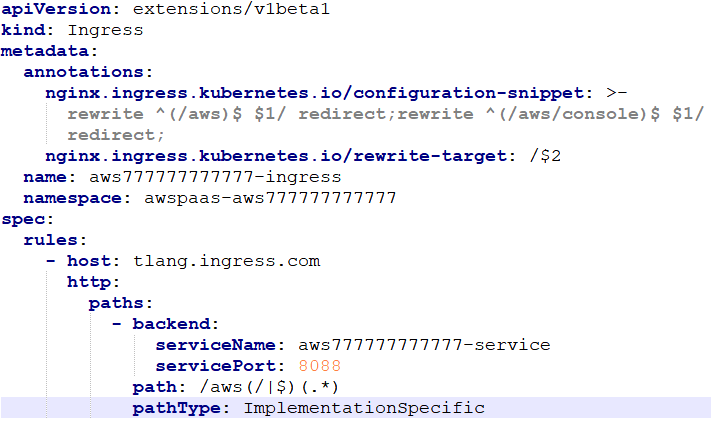 apiVersion: extensions/v1beta1
kind: Ingress
metadata:
  annotations:
    nginx.ingress.kubernetes.io/configuration-snippet: >-
      rewrite ^(/aws)$ $1/ redirect;rewrite ^(/aws/console)$ $1/
      redirect;
    nginx.ingress.kubernetes.io/rewrite-target: /$2
  name: aws777777777777-ingress
  namespace: awspaas-aws777777777777
spec:
  rules:
    - host: tlang.ingress.com
      http:
        paths:
          - backend:
              serviceName: aws777777777777-service
              servicePort: 8088
            path: /aws(/|$)(.*)
            pathType: ImplementationSpecific